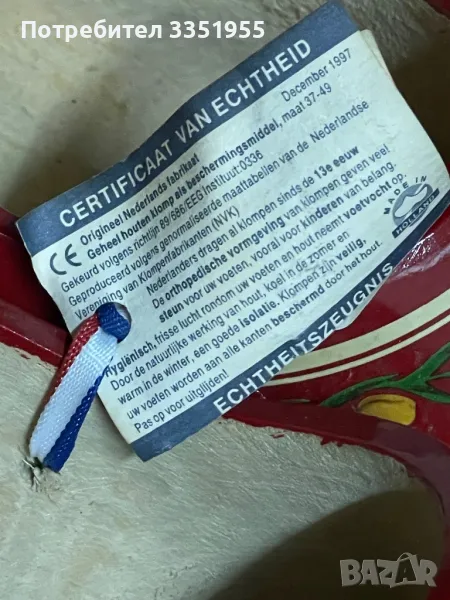 Потребител 3351955
CERTIFICAAT VAN ECHTHEID
December 1997
CE Origineel Nederlands fabrikaat
Geheel houten klomp als beschermingsmiddel, maat 37-49
Gekeurd volgens richtlijn 89/686/EEG Instituut:0336
Geproduceerd volgens genormaliseerde maattabellen van de Nederlandse
Vereniging van Klompenfabrikanten (NVK)
Nederlanders dragen al klompen sinds de 13e eeuw
De orthopedische vormgeving van klompen geven veel
steun voor uw voeten, vooral voor kinderen van belang.
Hygiënisch, frisse lucht rondom uw voeten en hout neemt voetvocht op.
Door de natuurlijke werking van hout, koel in de zomer en
warm in de winter, een goede isolatie. Klompen zijn veilig,
uw voeten worden aan alle kanten beschermd door het hout.
Pas op voor uitglijden!
MADE IN
HOLLAND
ECHTHEITSZEUGNIS
BAZAR